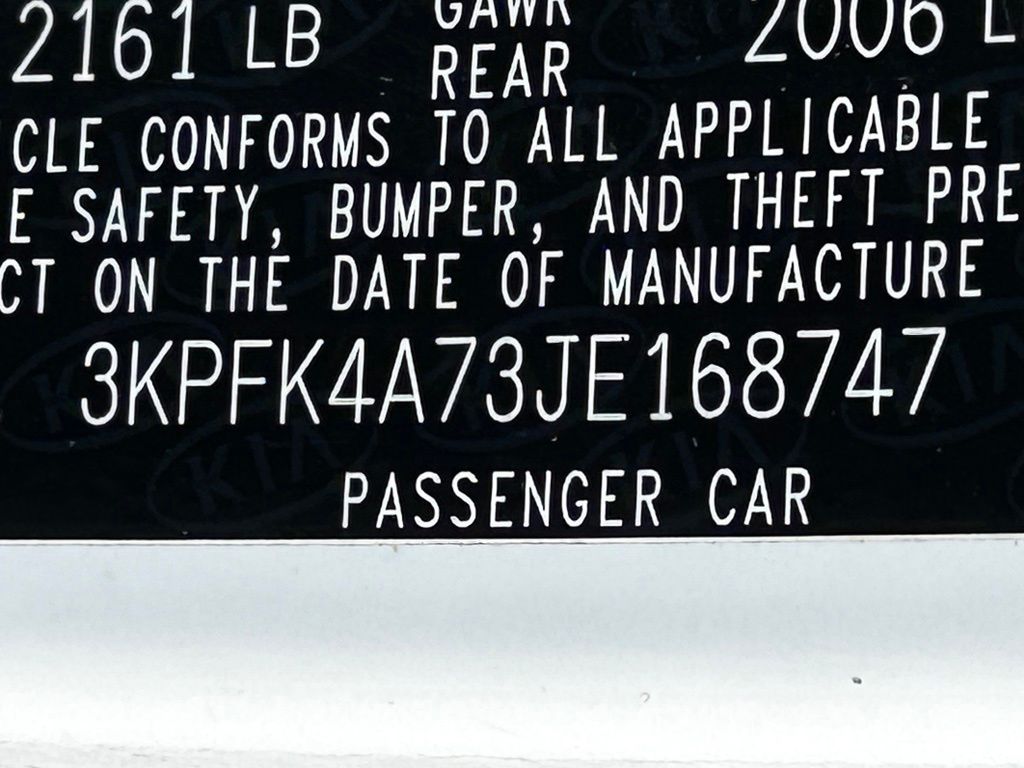 2161 LB GAWR 2006 L
REAR
CLE CONFORMS TO ALL APPLICABLE
E SAFETY, BUMPER, AND THEFT PRE
CT ON THE DATE OF MANUFACTURE
3KPFK4A73JE168747
PASSENGER CAR
KIA